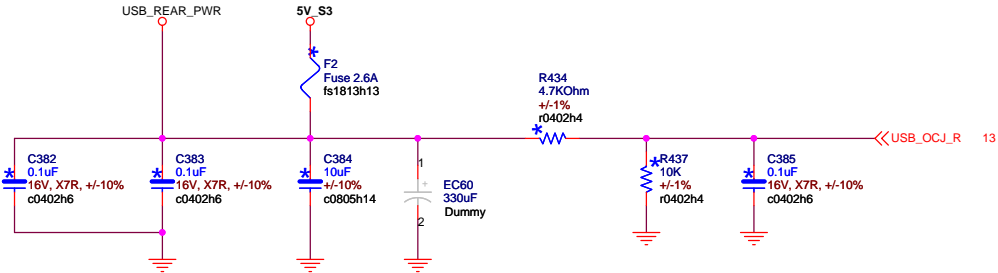 USB_REAR_PWR
5V_S3
F2
Fuse 2.6A
fs1813h13
R434
4.7KOhm
+/-1%
r0402h4
USB_OCJ_R 13
C382
0.1uF
16V, X7R, +/-10%
c0402h6
C383
0.1uF
16V, X7R, +/-10%
c0402h6
C384
10uF
+/-10%
c0805h14
1
+
EC60
330uF
Dummy
2
R437
10K
+/-1%
r0402h4
C385
0.1uF
16V, X7R, +/-10%
c0402h6